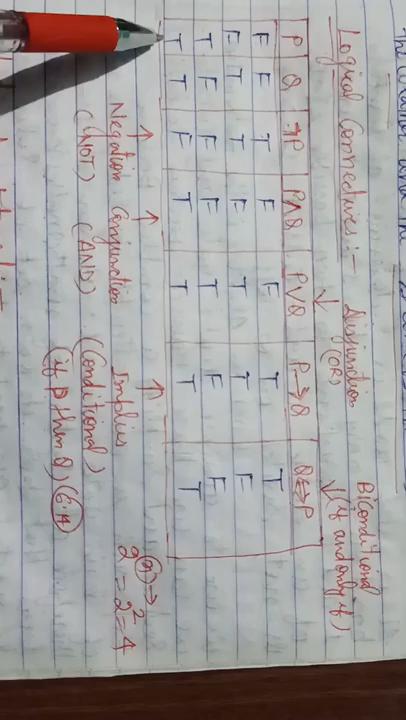 Logical Connectives :- Disjunction (OR) Biconditional
↓ ↓ (if and only if)
P Q ¬P P∧Q P∨Q P→Q Q⇔P
F F T F F T T
F T T F T T F
T F F F T F F
T T F T T T T
↑ ↑ ↑
Negation Conjunction Implies
(NOT) (AND) (Conditional)
(if P then Q)
2ⁿ → 2² = 4